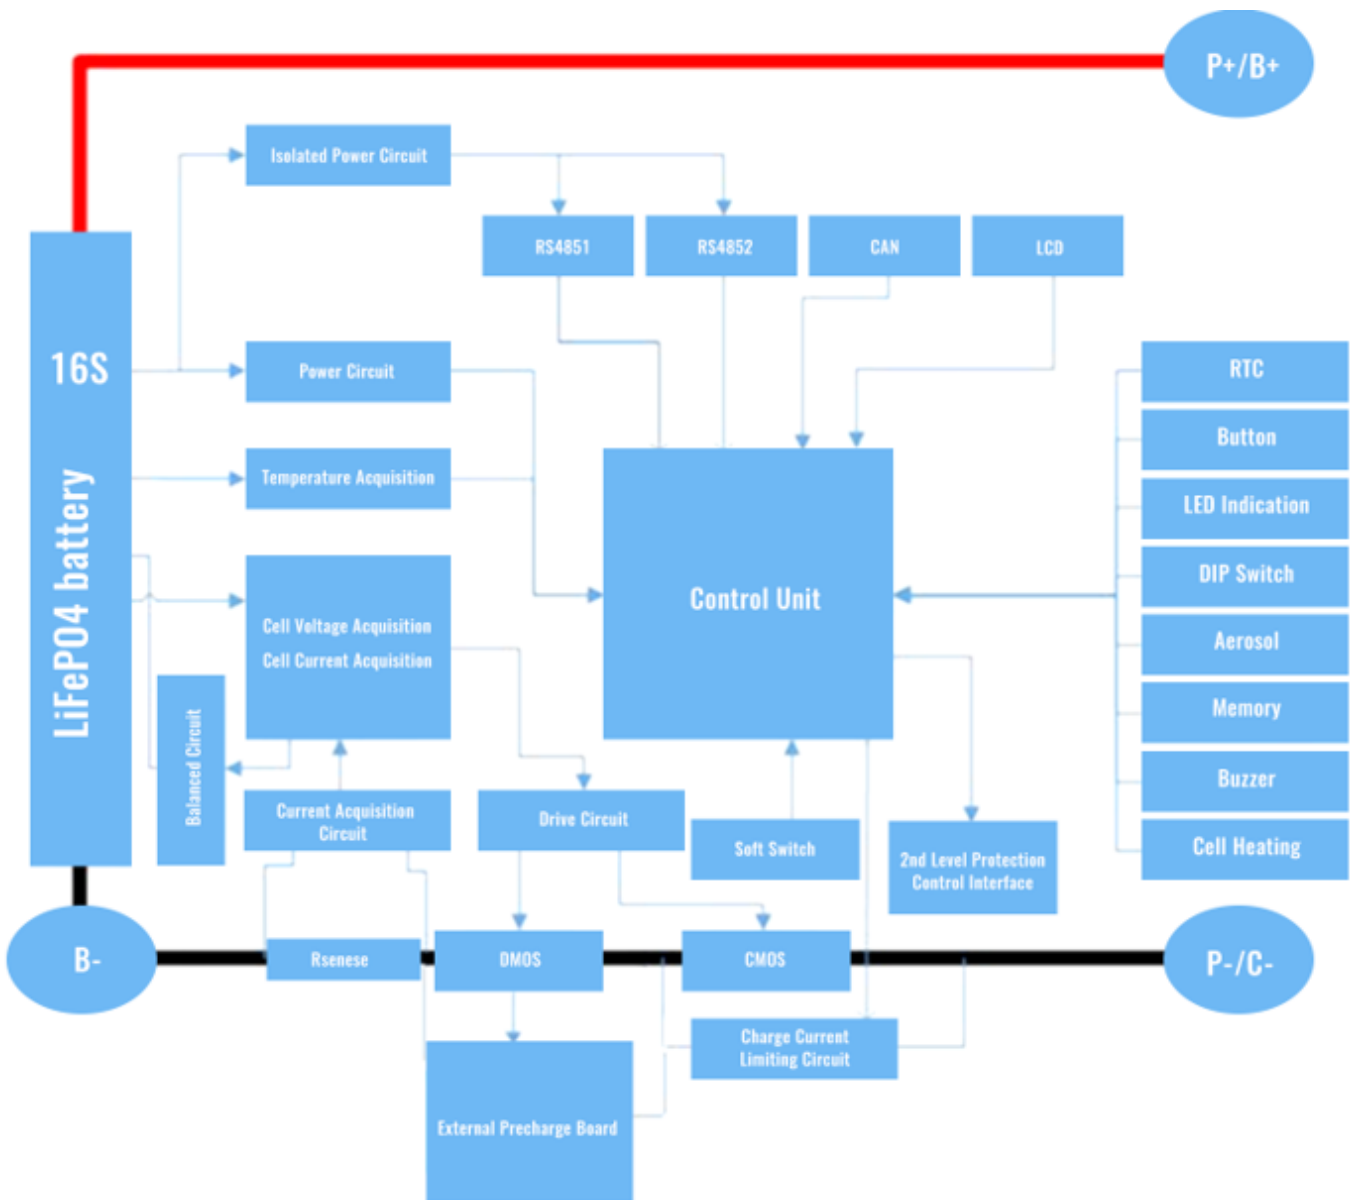 P+/B+
Isolated Power Circuit
RS4851
RS4852
CAN
LCD
16S
LiFePO4 battery
Power Circuit
Temperature Acquisition
Cell Voltage Acquisition
Cell Current Acquisition
Balanced Circuit
Current Acquisition
Circuit
Drive Circuit
Control Unit
Soft Switch
2nd Level Protection
Control Interface
RTC
Button
LED Indication
DIP Switch
Aerosol
Memory
Buzzer
Cell Heating
B-
Rsenese
DMOS
CMOS
P-/C-
Charge Current
Limiting Circuit
External Precharge Board